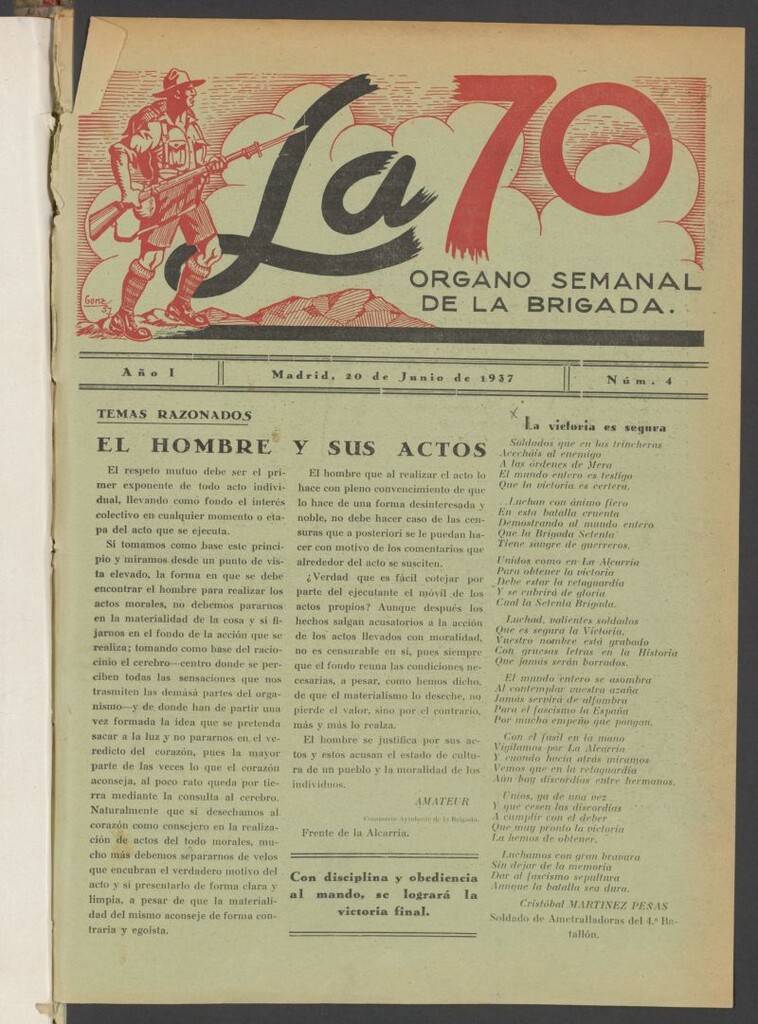 La 70
ORGANO SEMANAL
DE LA BRIGADA.
Gonz
37
Año I
Madrid, 20 de Junio de 1937
Núm. 4
TEMAS RAZONADOS
EL HOMBRE Y SUS ACTOS
El respeto mutuo debe ser el pri-
mer exponente de todo acto indivi-
dual, llevando como fondo el interés
colectivo en cualquier momento o eta-
pa del acto que se ejecuta.
Si tomamos como base este princi-
pio y miramos desde un punto de vis-
ta elevado, la forma en que se debe
encontrar el hombre para realizar los
actos morales, no debemos pararnos
en la materialidad de la cosa y sí fi-
jarnos en el fondo de la acción que se
realiza; tomando como base del racio-
cinio el cerebro—centro donde se per-
ciben todas las sensaciones que nos
trasmiten las demásá partes del orga-
nismo—y de donde han de partir una
vez formada la idea que se pretenda
sacar a la luz y no pararnos en el ve-
redicto del corazón, pues la mayor
parte de las veces lo que el corazón
aconseja, al poco rato queda por tie-
rra mediante la consulta al cerebro.
Naturalmente que si desechamos al
corazón como consejero en la realiza-
ción de actos del todo morales, mu-
cho más debemos separarnos de velos
que encubran el verdadero motivo del
acto y sí presentarlo de forma clara y
limpia, a pesar de que la materiali-
dad del mismo aconseje de forma con-
traria y egoista.
El hombre que al realizar el acto lo
hace con pleno convencimiento de que
lo hace de una forma desinteresada y
noble, no debe hacer caso de las cen-
suras que a posteriori se le puedan ha-
cer con motivo de los comentarios que
alrededor del acto se susciten.
¿Verdad que es fácil cotejar por
parte del ejecutante el móvil de los
actos propios? Aunque después los
hechos salgan acusatorios a la acción
de los actos llevados con moralidad,
no es censurable en sí, pues siempre
que el fondo reuna las condiciones ne-
cesarias, a pesar, como hemos dicho,
de que el materialismo lo deseche, no
pierde el valor, sino por el contrario,
más y más lo realza.
El hombre se justifica por sus ac-
tos y estos acusan el estado de cultu-
ra de un pueblo y la moralidad de los
individuos.
AMATEUR
Comisario Ayudante de la Brigada.
Frente de la Alcarria.
Con disciplina y obediencia
al mando, se logrará la
victoria final.
La victoria es segura
Soldados que en las trincheras
Acecháis al enemigo
A las órdenes de Mera
El mundo entero es testigo
Que la victoria es certera.
Luchan con ánimo fiero
En esta batalla cruenta
Demostrando al mundo entero
Que la Brigada Setenta
Tiene sangre de guerreros.
Unidos como en La Alcarria
Para obtener la victoria
Debe estar la retaguardia
Y se cubrirá de gloria
Cual la Setenta Brigada.
Luchad, valientes soldados
Que es segura la Victoria,
Vuestro nombre está grabado
Con gruesas letras en la Historia
Que jamás serán borrados.
El mundo entero se asombra
Al contemplar vuestra azaña
Jamás servirá de alfombra
Para el fascismo la España
Por mucho empeño que pongan.
Con el fusil en la mano
Vigilamos por La Alcarria
Y cuando hacia atrás miramos
Vemos que en la retaguardia
Aún hay discordias entre hermanos.
Unios, ya de una vez
Y que cesen las discordias
A cumplir con el deber
Que muy pronto la victoria
La hemos de obtener.
Luchamos con gran bravura
Sin dejar de la memoria
Dar al fascismo sepultura
Aunque la batalla sea dura.
Cristóbal MARTINEZ PEÑAS
Soldado de Ametralladoras del 4.º Ba-
tallón.